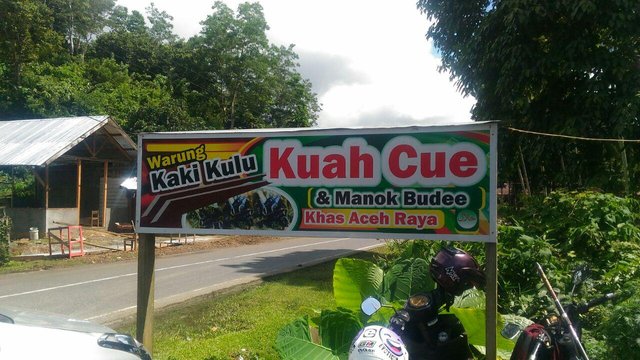 Warung
Kaki Kulu
Kuah Cue
& Manok Budee
Khas Aceh Raya